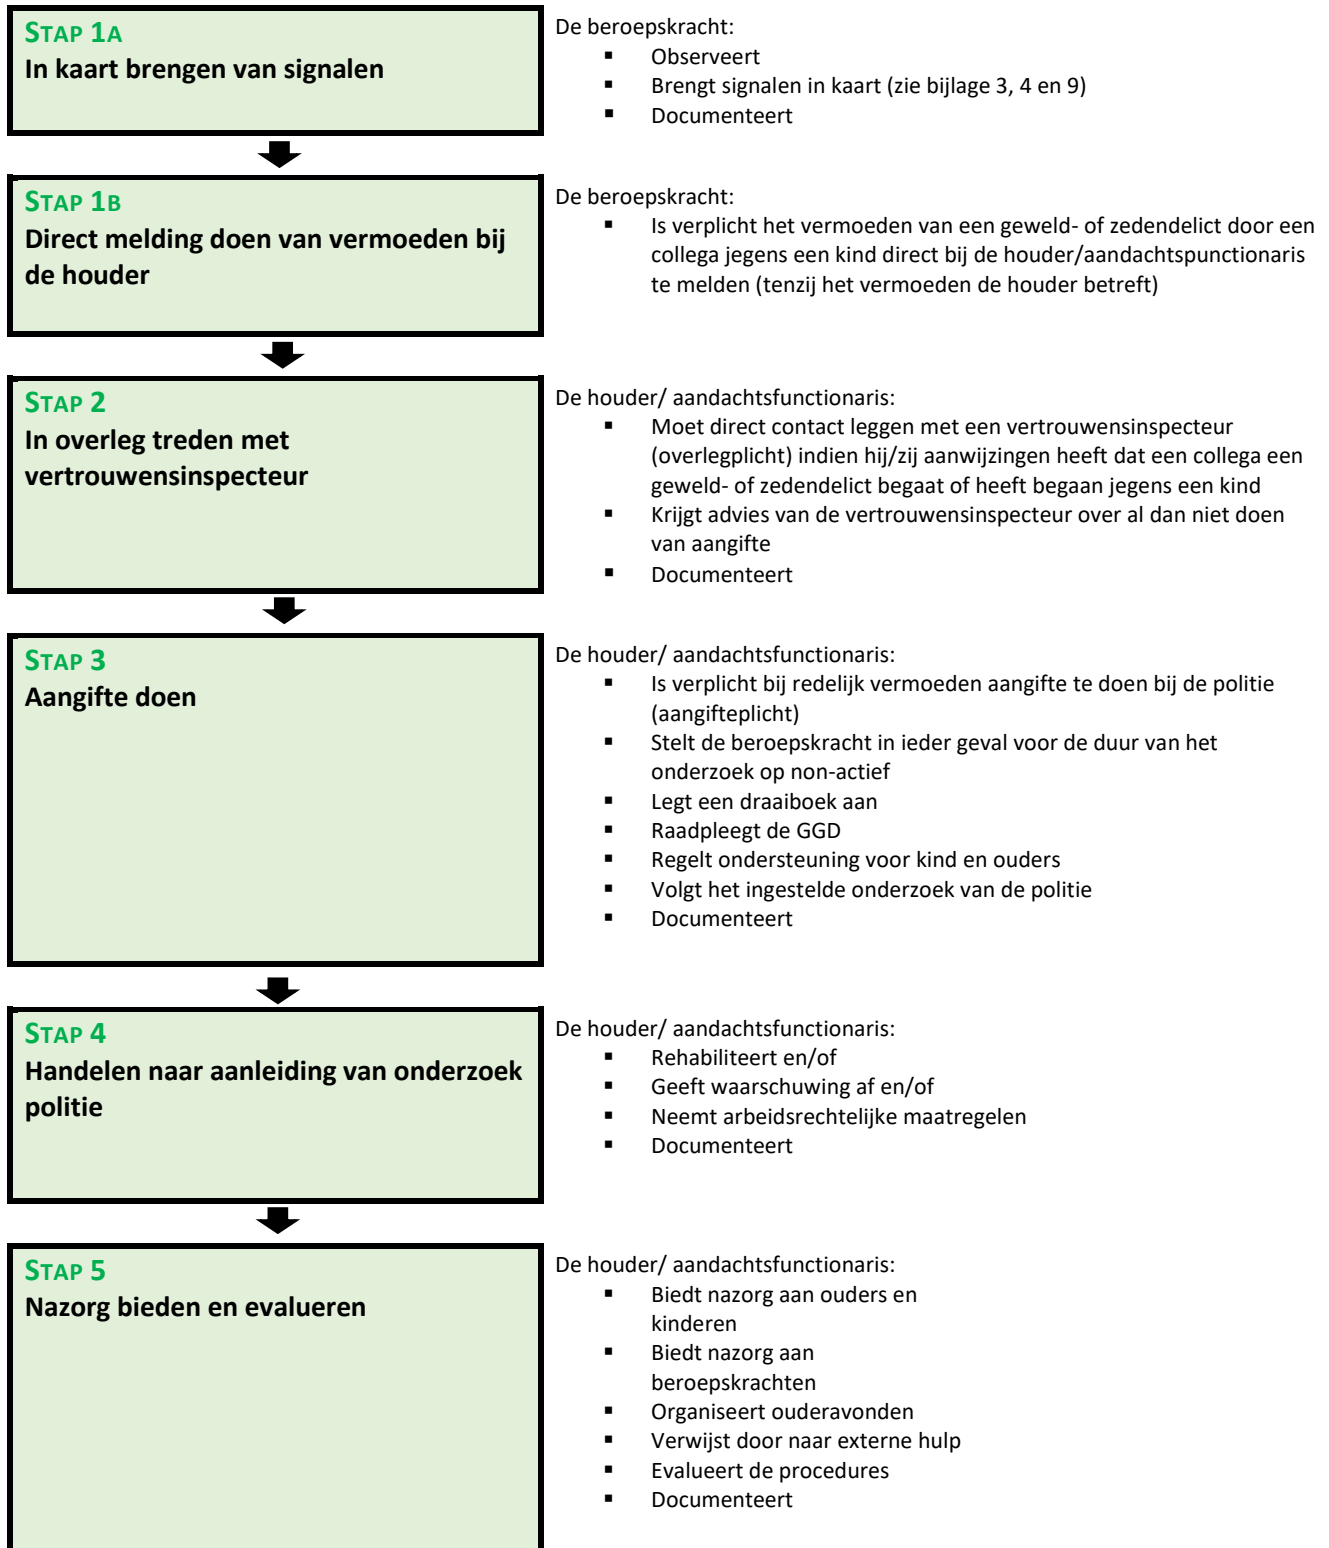 STAP 1A
In kaart brengen van signalen
De beroepskracht:
▪ Observeert
▪ Brengt signalen in kaart (zie bijlage 3, 4 en 9)
▪ Documenteert
STAP 1B
Direct melding doen van vermoeden bij
de houder
De beroepskracht:
▪ Is verplicht het vermoeden van een geweld- of zedendelict door een
collega jegens een kind direct bij de houder/aandachtspunctionaris
te melden (tenzij het vermoeden de houder betreft)
STAP 2
In overleg treden met
vertrouwensinspecteur
De houder/ aandachtsfunctionaris:
▪ Moet direct contact leggen met een vertrouwensinspecteur
(overlegplicht) indien hij/zij aanwijzingen heeft dat een collega een
geweld- of zedendelict begaat of heeft begaan jegens een kind
▪ Krijgt advies van de vertrouwensinspecteur over al dan niet doen
van aangifte
▪ Documenteert
STAP 3
Aangifte doen
De houder/ aandachtsfunctionaris:
▪ Is verplicht bij redelijk vermoeden aangifte te doen bij de politie
(aangifteplicht)
▪ Stelt de beroepskracht in ieder geval voor de duur van het
onderzoek op non-actief
▪ Legt een draaiboek aan
▪ Raadpleegt de GGD
▪ Regelt ondersteuning voor kind en ouders
▪ Volgt het ingestelde onderzoek van de politie
▪ Documenteert
STAP 4
Handelen naar aanleiding van onderzoek
politie
De houder/ aandachtsfunctionaris:
▪ Rehabiliteert en/of
▪ Geeft waarschuwing af en/of
▪ Neemt arbeidsrechtelijke maatregelen
▪ Documenteert
STAP 5
Nazorg bieden en evalueren
De houder/ aandachtsfunctionaris:
▪ Biedt nazorg aan ouders en
kinderen
▪ Biedt nazorg aan
beroepskrachten
▪ Organiseert ouderavonden
▪ Verwijst door naar externe hulp
▪ Evalueert de procedures
▪ Documenteert